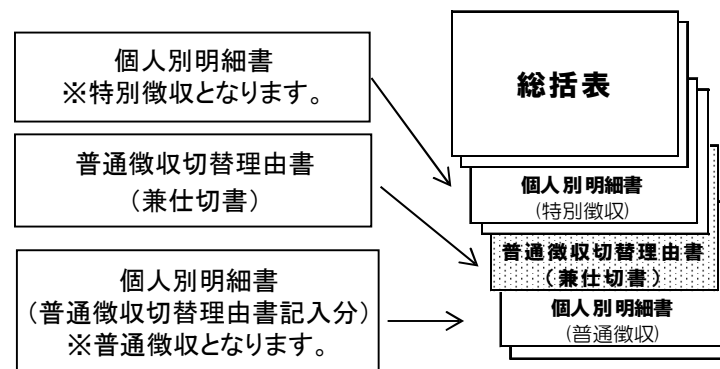 個人別明細書
※特別徴収となります。
普通徴収切替理由書
（兼仕切書）
個人別明細書
（普通徴収切替理由書記入分）
※普通徴収となります。
総括表
個人別明細書
(特別徴収)
普通徴収切替理由書
（兼仕切書）
個人別明細書
(普通徴収)